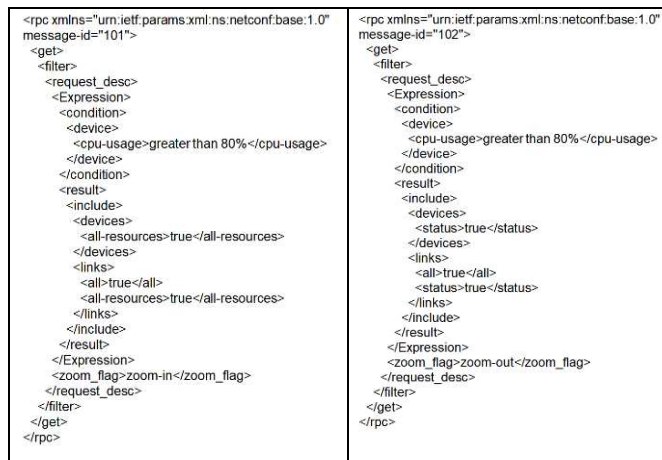 <rpc xmlns="urn:ietf:params:xml:ns:netconf:base:1.0"
message-id="101">
<get>
<filter>
<request_desc>
<Expression>
<condition>
<device>
<cpu-usage>greater than 80%</cpu-usage>
</device>
</condition>
<result>
<include>
<devices>
<all-resources>true</all-resources>
</devices>
<links>
<all>true</all>
<all-resources>true</all-resources>
</links>
</include>
</result>
</Expression>
<zoom_flag>zoom-in</zoom_flag>
</request_desc>
</filter>
</get>
</rpc>
<rpc xmlns="urn:ietf:params:xml:ns:netconf:base:1.0"
message-id="102">
<get>
<filter>
<request_desc>
<Expression>
<condition>
<device>
<cpu-usage>greater than 80%</cpu-usage>
</device>
</condition>
<result>
<include>
<devices>
<status>true</status>
</devices>
<links>
<all>true</all>
<status>true</status>
</links>
</include>
</result>
</Expression>
<zoom_flag>zoom-out</zoom_flag>
</request_desc>
</filter>
</get>
</rpc>